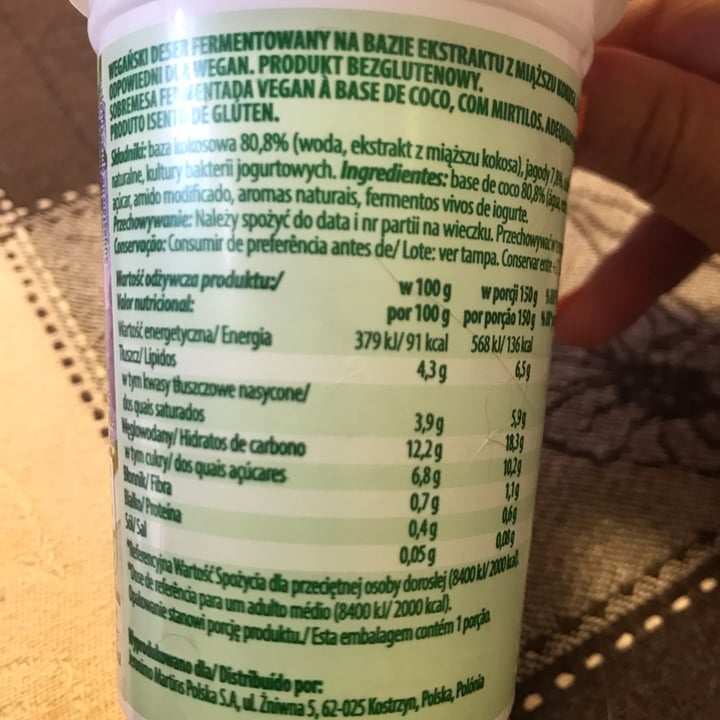 WEGAŃSKI DESER FERMENTOWANY NA BAZIE EKSTRAKTU Z MIĄŻSZU
ODPOWIEDNI DLA WEGAN. PRODUKT BEZGLUTENOWY.
SOBREMESA FERMENTADA VEGAN À BASE DE COCO, COM MIRTILOS.
PRODUTO ISENTO DE GLÚTEN.
Składniki: baza kokosowa 80,8% (woda, ekstrakt z miąższu kokosa), jagody
naturalne, kultury bakterii jogurtowych. Ingredientes: base de coco 80,8%
açúcar, amido modificado, aromas naturais, fermentos vivos de iogurte.
Przechowywanie: Należy spożyć do data i nr partii na wieczku. Przechowywać w
Conservação: Consumir de preferência antes de/ Lote: ver tampa. Conservar entre
Wartość odżywcza produktu:/ w 100 g w porcji 150 g
Valor nutricional: por 100 g por porção 150 g
Wartość energetyczna/ Energia 379 kJ/ 91 kcal 568 kJ/ 136 kcal
Tłuszcz/ Lípidos 4,3 g 6,5 g
w tym kwasy tłuszczowe nasycone/
dos quais saturados 3,9 g 5,9 g
Węglowodany/ Hidratos de carbono 12,2 g 18,3 g
w tym cukry/ dos quais açúcares 6,8 g 10,2 g
Błonnik/ Fibra 0,7 g 1,1 g
Białko/ Proteína 0,4 g 0,6 g
Sól/ Sal 0,05 g 0,08 g
*Referencyjna Wartość Spożycia dla przeciętnej osoby dorosłej (8400 kJ/ 2000 kcal).
*Dose de referência para um adulto médio (8400 kJ/ 2000 kcal).
Opakowanie stanowi porcję produktu./ Esta embalagem contém 1 porção.
Wyprodukowano dla/ Distribuído por:
Jeronimo Martins Polska S.A, ul. Żniwna 5, 62-025 Kostrzyn, Polska, Polónia